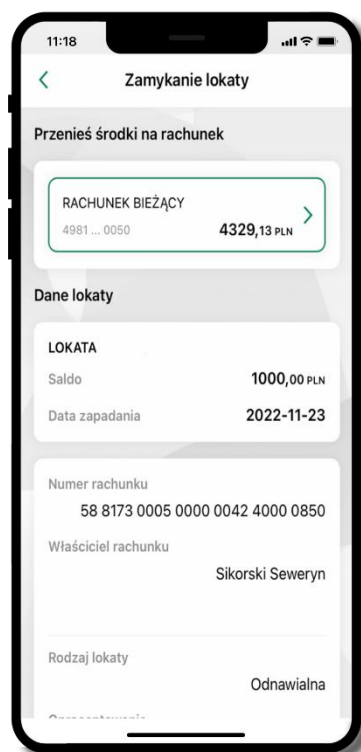 11:18
Zamykanie lokaty
Przenieś środki na rachunek
RACHUNEK BIEŻĄCY
4981 ... 0050 4329,13 PLN
Dane lokaty
LOKATA
Saldo 1000,00 PLN
Data zapadania 2022-11-23
Numer rachunku
58 8173 0005 0000 0042 4000 0850
Właściciel rachunku
Sikorski Seweryn
Rodzaj lokaty
Odnawialna